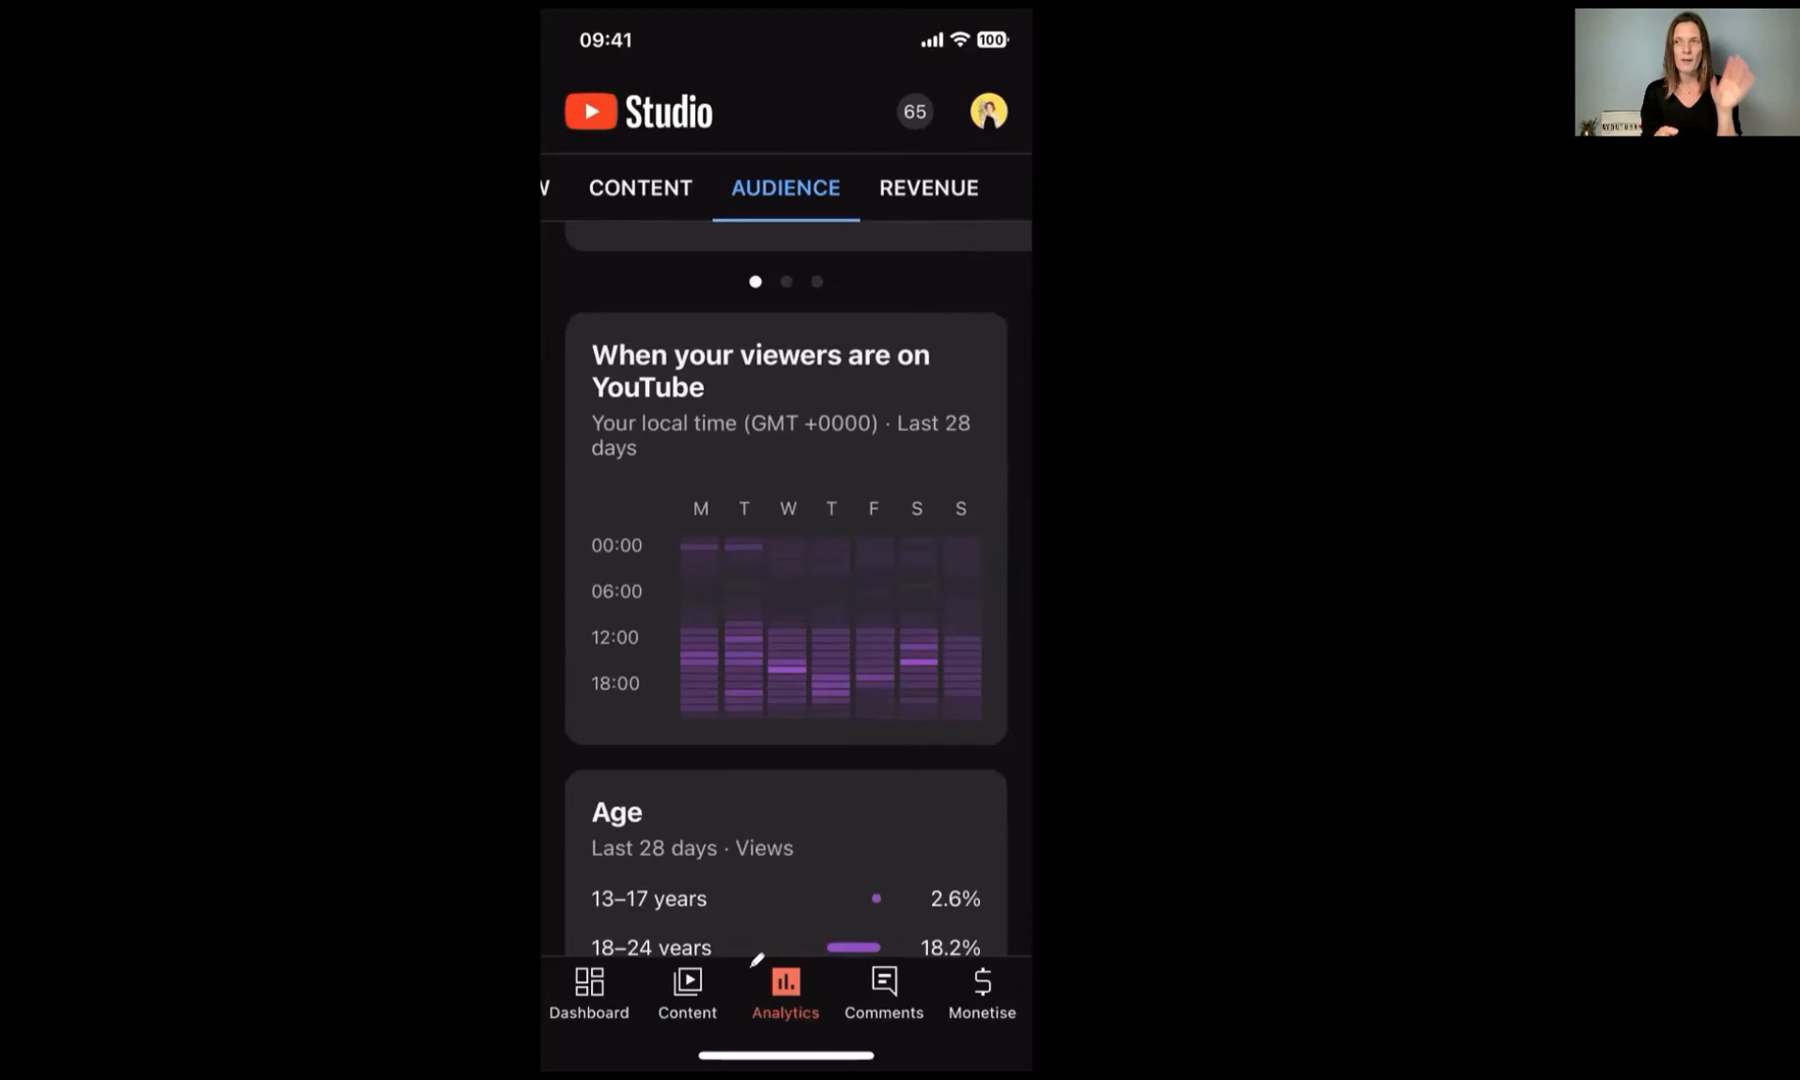 09:41
100
Studio
65
W CONTENT AUDIENCE REVENUE
When your viewers are on
YouTube
Your local time (GMT +0000) · Last 28
days
M T W T F S S
00:00
06:00
12:00
18:00
Age
Last 28 days · Views
13–17 years 2.6%
18–24 years 18.2%
Dashboard Content Analytics Comments Monetise